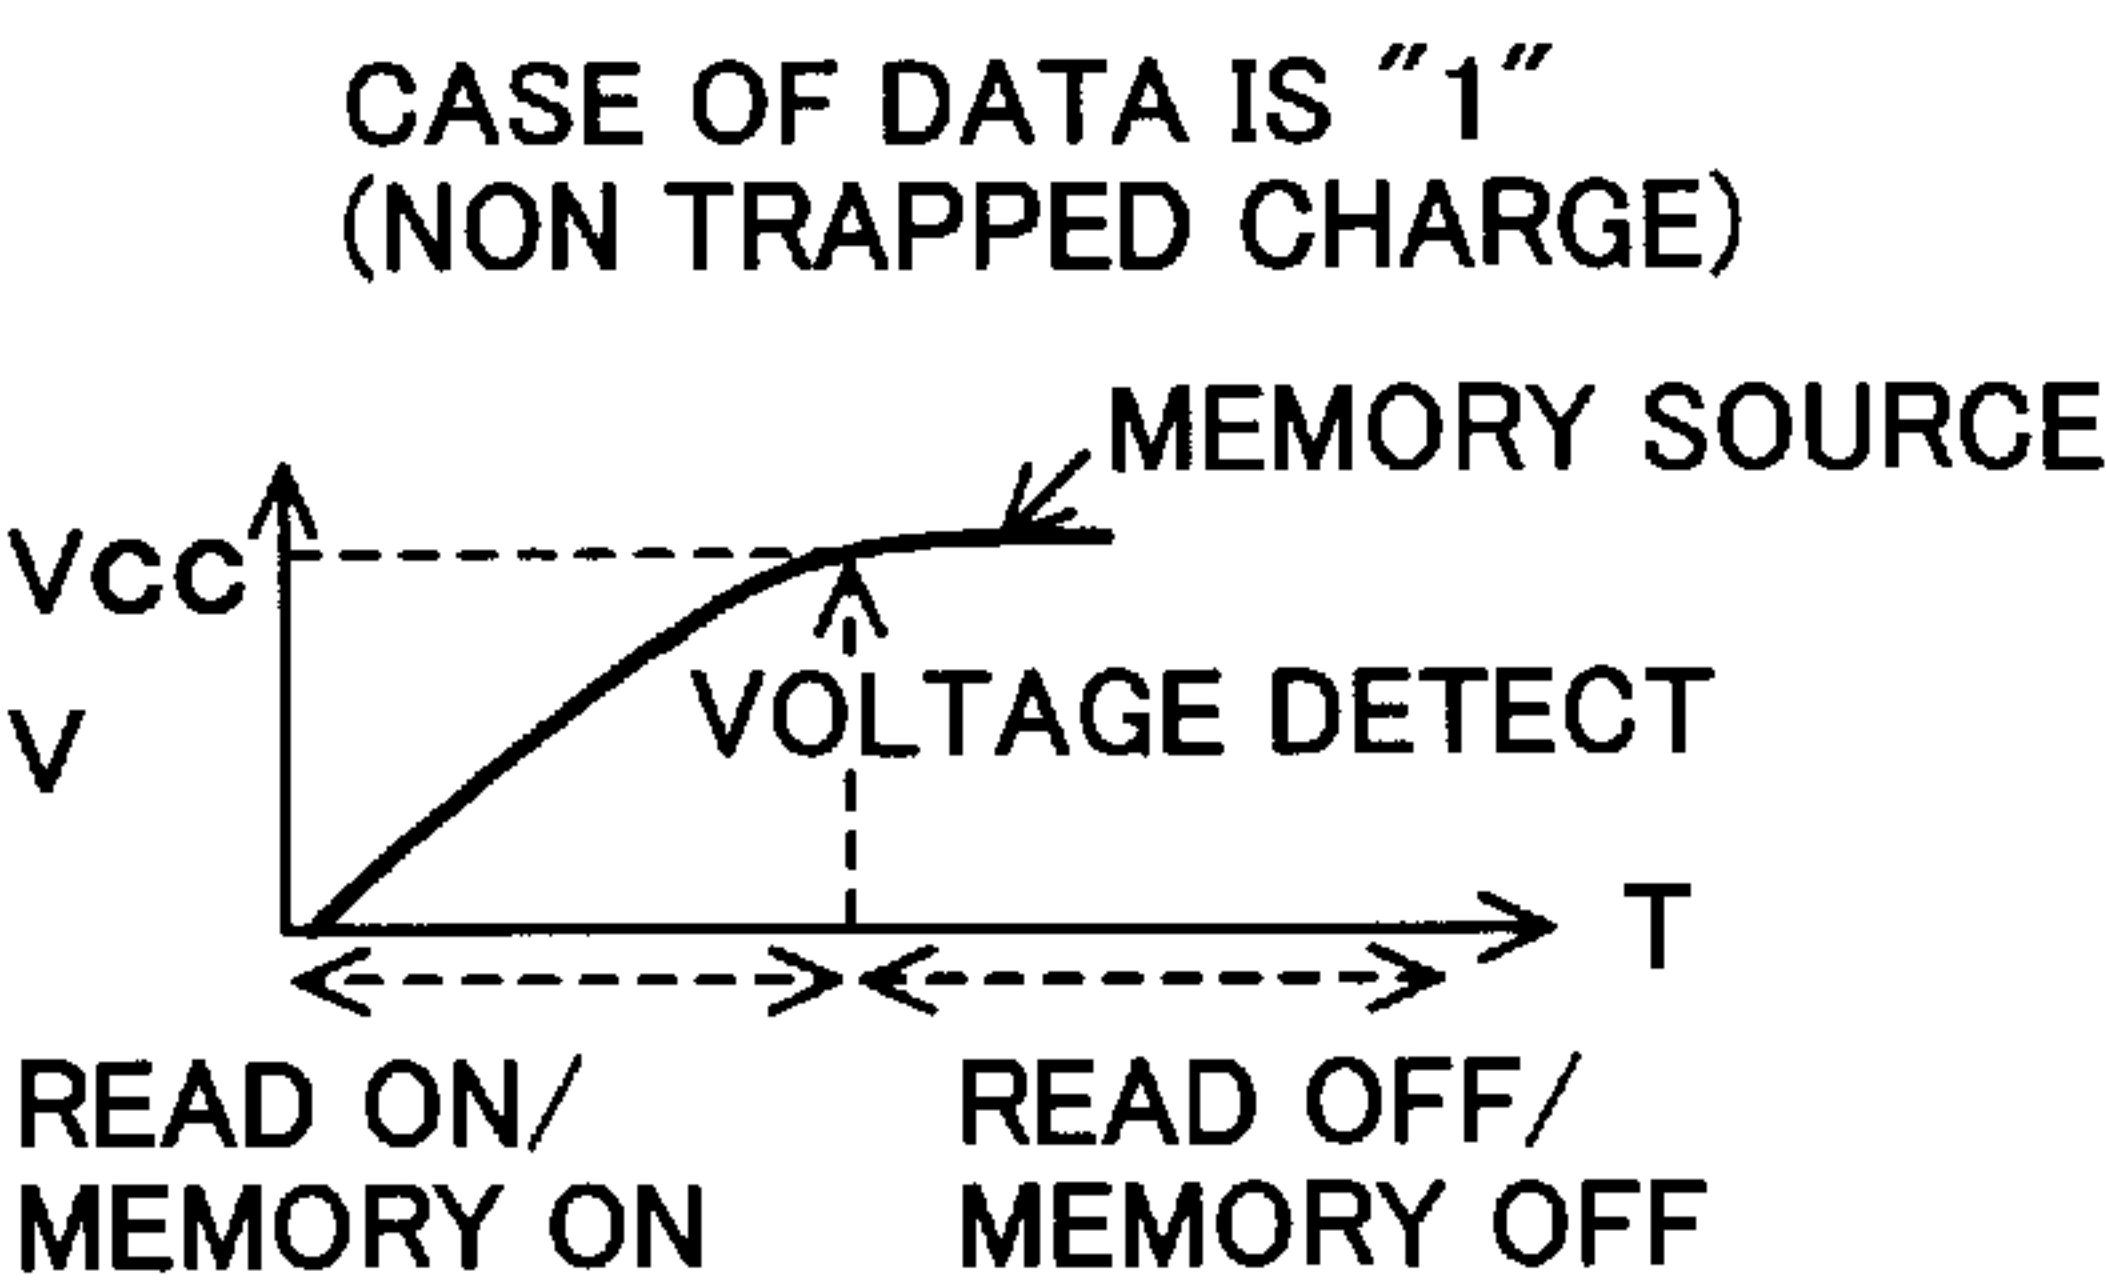 CASE OF DATA IS "1"
(NON TRAPPED CHARGE)
MEMORY SOURCE
VCC
VOLTAGE DETECT
V
T
READ ON/
MEMORY ON
READ OFF/
MEMORY OFF